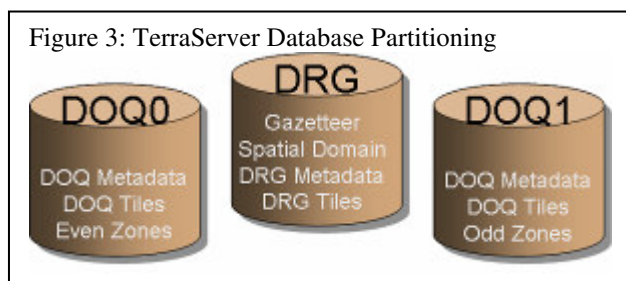 Figure 3: TerraServer Database Partitioning
DOQ0
DOQ Metadata
DOQ Tiles
Even Zones
DRG
Gazetteer
Spatial Domain
DRG Metadata
DRG Tiles
DOQ1
DOQ Metadata
DOQ Tiles
Odd Zones